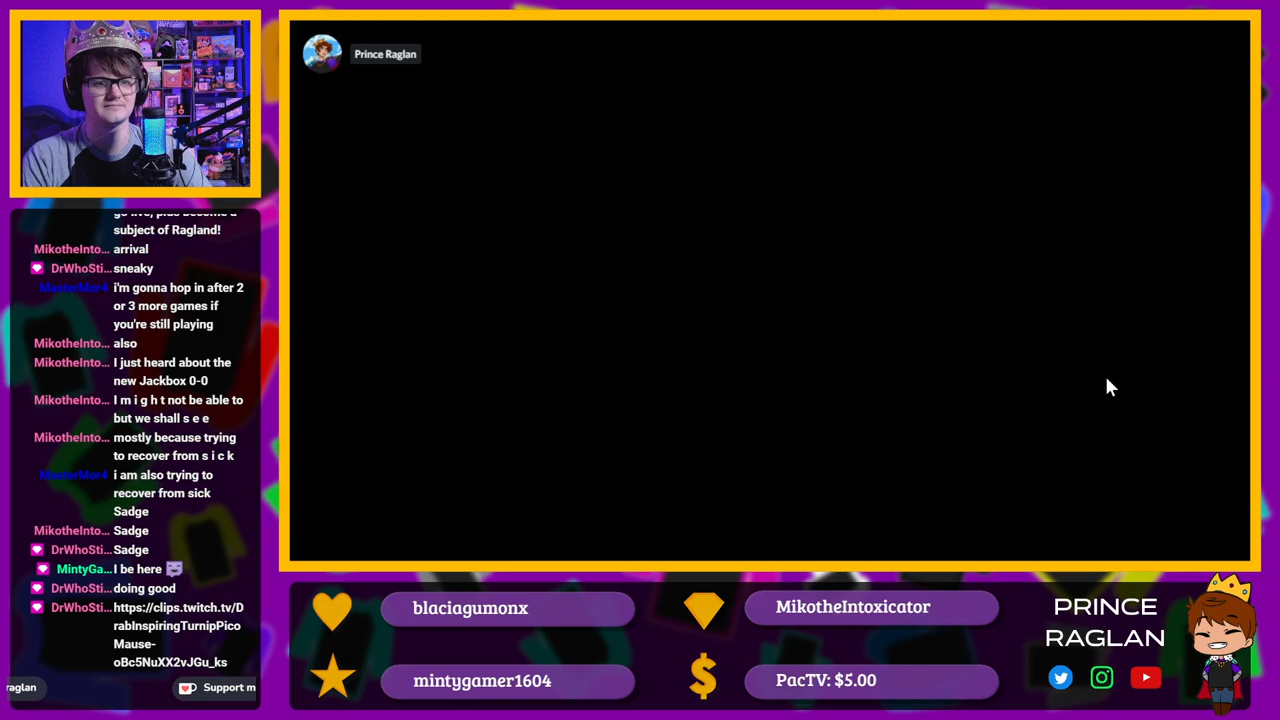 Prince Raglan
subject of Ragland!
MikotheInto... arrival
DrWhoSti... sneaky
MasterMor4 i'm gonna hop in after 2
or 3 more games if
you're still playing
MikotheInto... also
MikotheInto... I just heard about the
new Jackbox 0-0
MikotheInto... I m i g h t not be able to
but we shall s e e
MikotheInto... mostly because trying
to recover from s i c k
MasterMor4 i am also trying to
recover from sick
Sadge
MikotheInto... Sadge
DrWhoSti... Sadge
MintyGa... I be here
DrWhoSti... doing good
DrWhoSti... https://clips.twitch.tv/D
rabInspiringTurnipPico
Mause-
oBc5NuXX2vJGu_ks
raglan
Support m
blaciagumonx
MikotheIntoxicator
mintygamer1604
PacTV: $5.00
PRINCE
RAGLAN